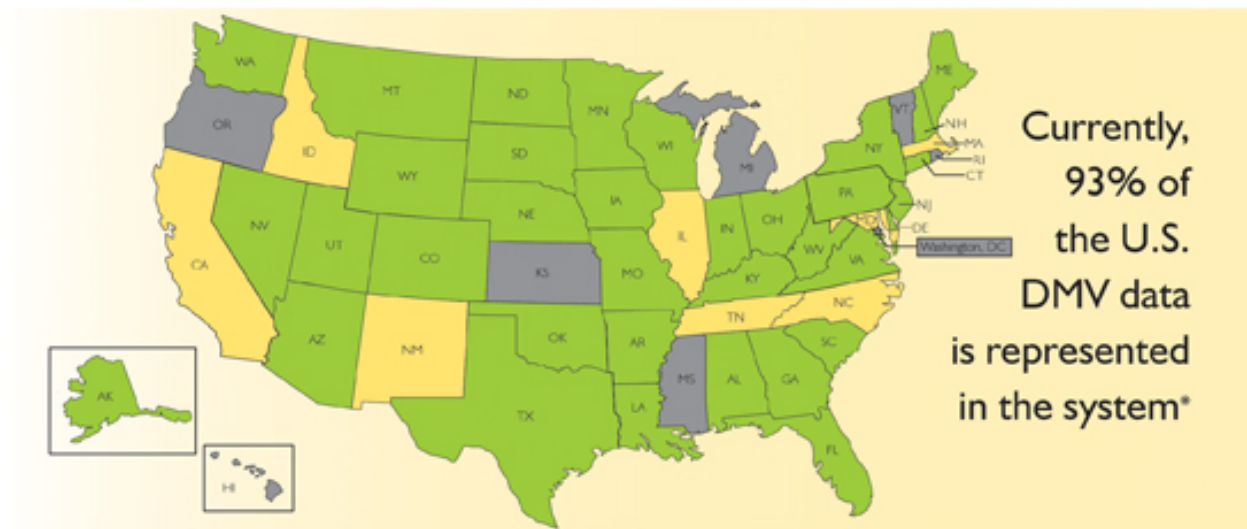 WA
MT
ND
MN
ME
OR
ID
WY
SD
WI
MI
VT
NH
NY
MA
RI
CT
NV
UT
CO
NE
IA
IL
IN
OH
PA
NJ
MD
DE
Washington, DC
WV
VA
CA
KS
MO
KY
AZ
NM
OK
AR
TN
NC
SC
TX
LA
MS
AL
GA
FL
AK
HI
Currently,
93% of
the U.S.
DMV data
is represented
in the system*